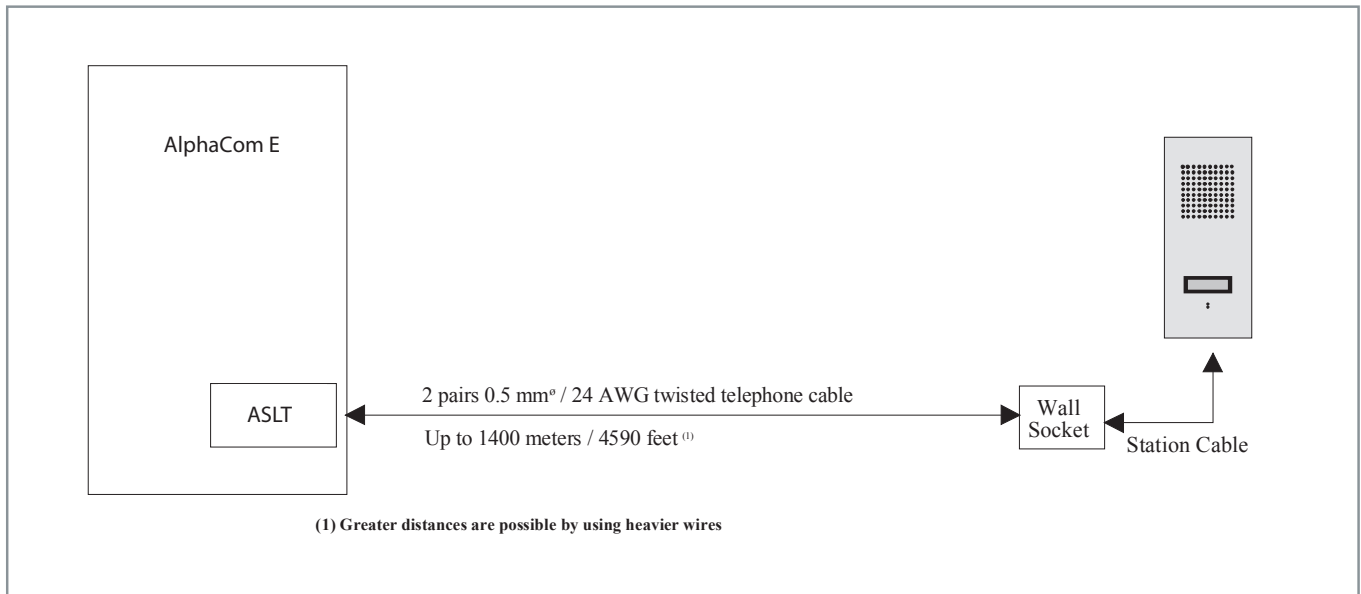 AlphaCom E
ASLT
2 pairs 0.5 mmᵠ / 24 AWG twisted telephone cable
Up to 1400 meters / 4590 feet ⁽¹⁾
Wall
Socket
Station Cable
(1) Greater distances are possible by using heavier wires